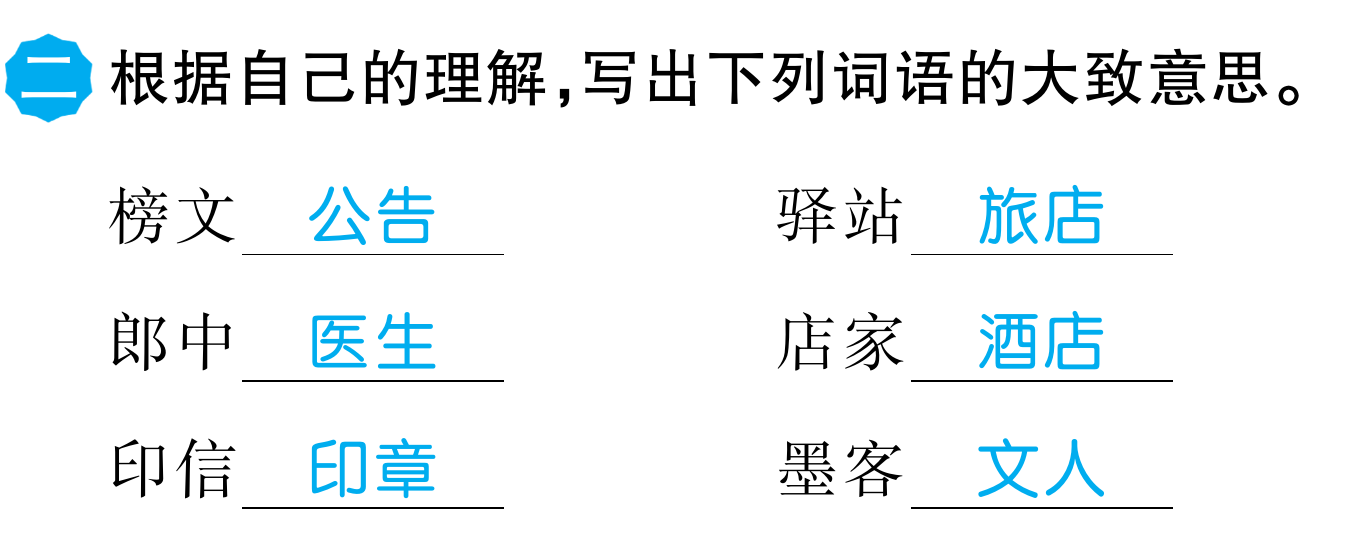 二 根据自己的理解,写出下列词语的大致意思。
榜文 公告 驿站 旅店
郎中 医生 店家 酒店
印信 印章 墨客 文人